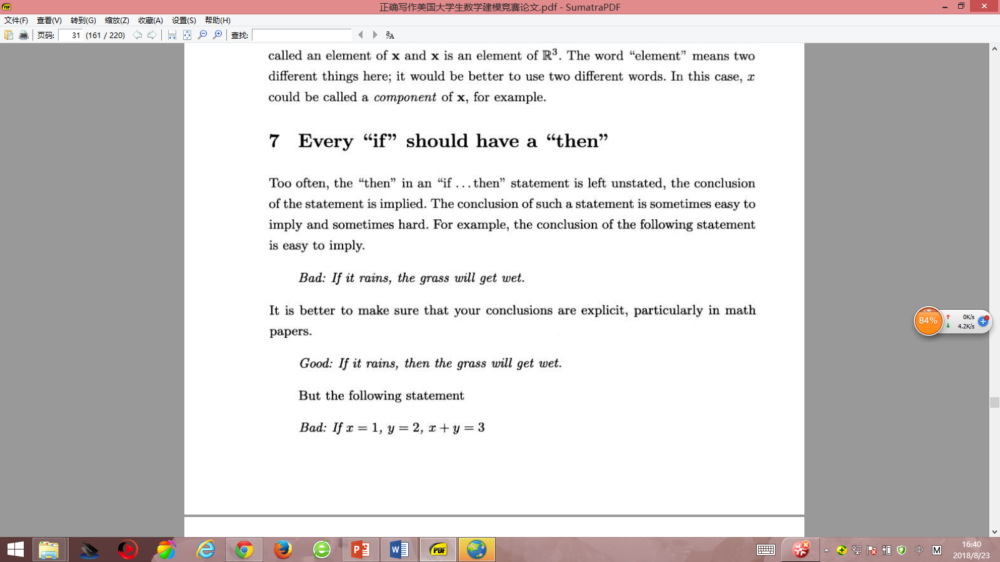 正确写作美国大学生数学建模竞赛论文.pdf - SumatraPDF
文件(F) 查看(V) 转到(G) 缩放(Z) 收藏(A) 设置(S) 帮助(H)
页码: 31 (161 / 220) 查找:
called an element of x and x is an element of ℝ³. The word “element” means two
different things here; it would be better to use two different words. In this case, x
could be called a component of x, for example.
7 Every “if” should have a “then”
Too often, the “then” in an “if ... then” statement is left unstated, the conclusion
of the statement is implied. The conclusion of such a statement is sometimes easy to
imply and sometimes hard. For example, the conclusion of the following statement
is easy to imply.
Bad: If it rains, the grass will get wet.
It is better to make sure that your conclusions are explicit, particularly in math
papers.
Good: If it rains, then the grass will get wet.
But the following statement
Bad: If x = 1, y = 2, x + y = 3
84%
0K/s
4.2K/s
中 M
16:40
2018/8/23